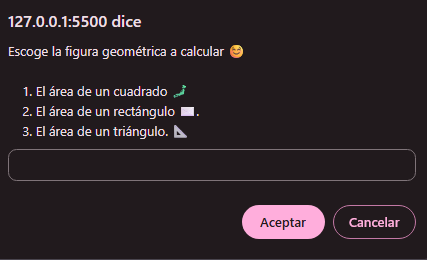 127.0.0.1:5500 dice
Escoge la figura geométrica a calcular 😊
1. El área de un cuadrado 🗾
2. El área de un rectángulo ✉️.
3. El área de un triángulo. 📐
Aceptar Cancelar